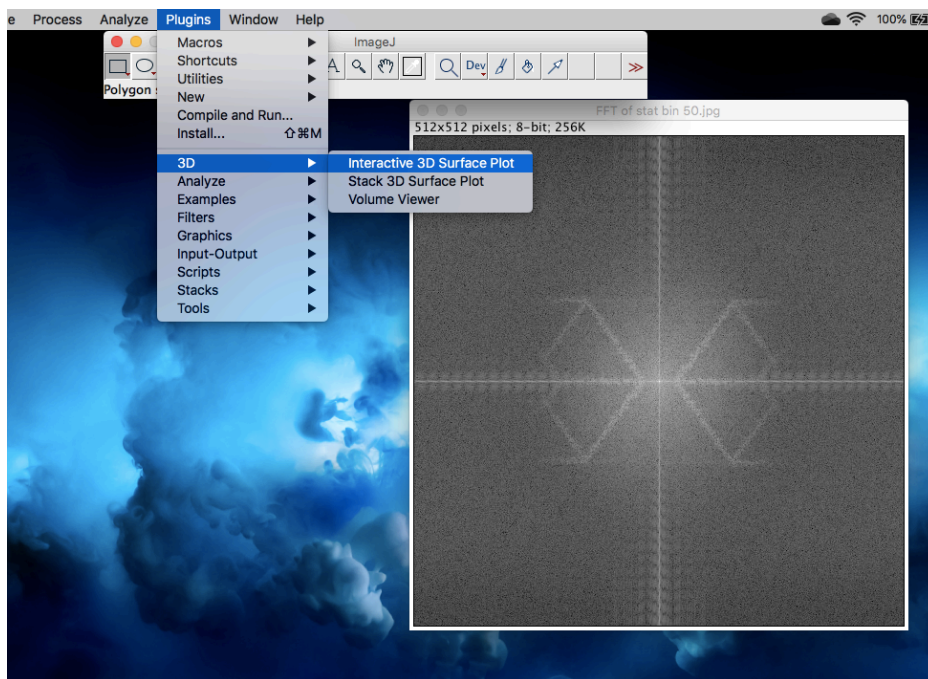 e Process Analyze Plugins Window Help 100%
ImageJ
Dev
Polygon
Macros
Shortcuts
Utilities
New
Compile and Run...
Install... ⇧⌘M
3D
Analyze
Examples
Filters
Graphics
Input-Output
Scripts
Stacks
Tools
Interactive 3D Surface Plot
Stack 3D Surface Plot
Volume Viewer
FFT of stat bin 50.jpg
512x512 pixels; 8-bit; 256K